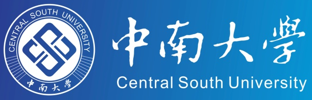 CENTRAL SOUTH UNIVERSITY
中南大学
中南大學
Central South University